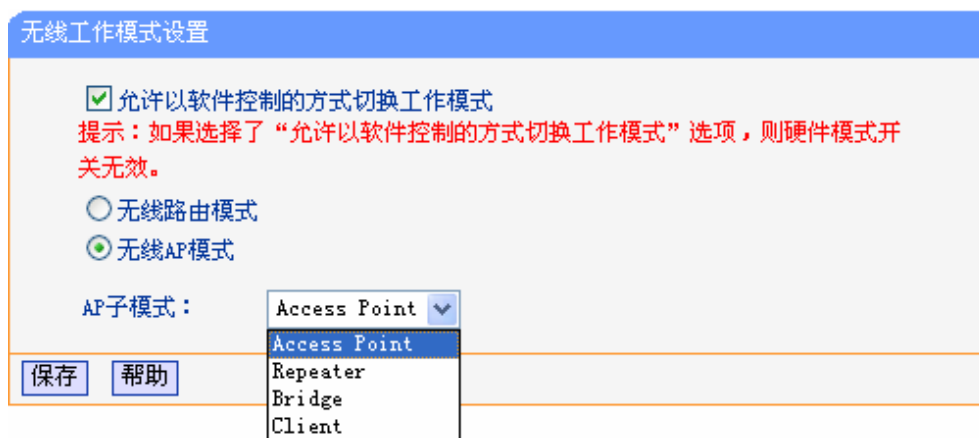 无线工作模式设置
允许以软件控制的方式切换工作模式
提示：如果选择了“允许以软件控制的方式切换工作模式”选项，则硬件模式开
关无效。
无线路由模式
无线AP模式
AP子模式： Access Point
Access Point
Repeater
Bridge
Client
保存 帮助